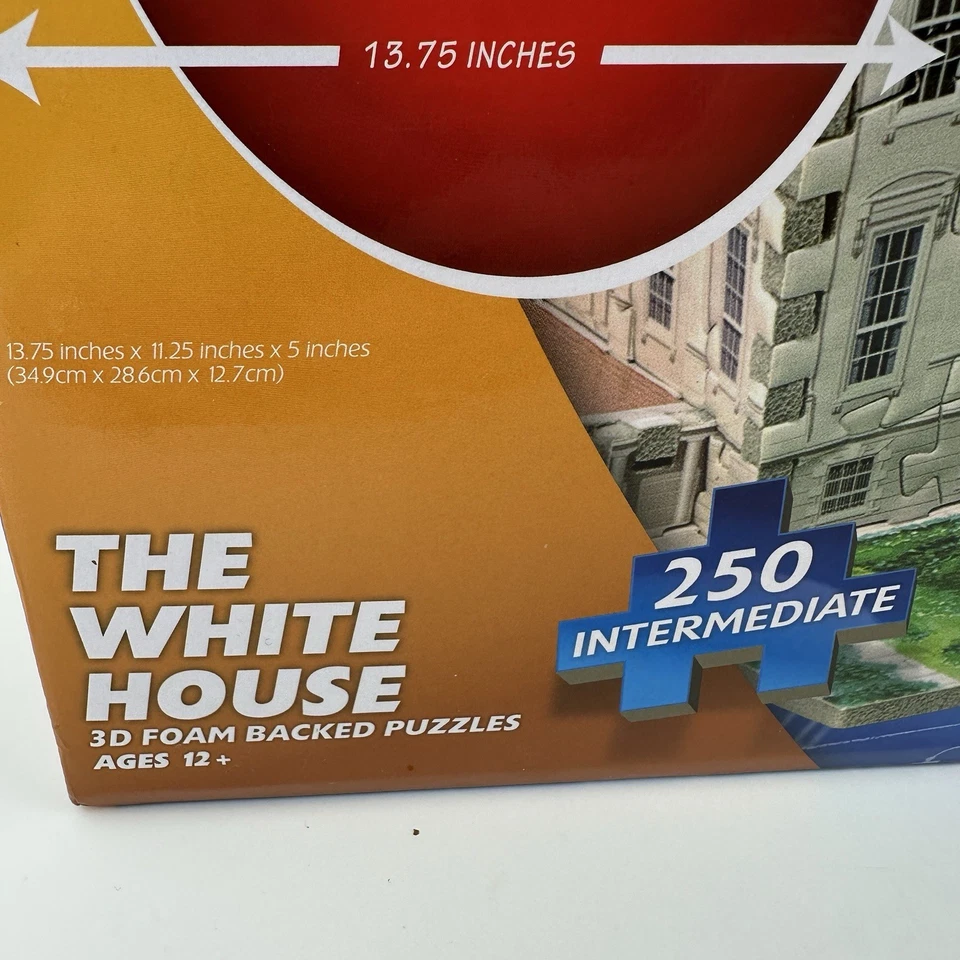 13.75 INCHES
13.75 inches x 11.25 inches x 5 inches
(34.9cm x 28.6cm x 12.7cm)
THE
WHITE
HOUSE
3D FOAM BACKED PUZZLES
AGES 12+
250
INTERMEDIATE